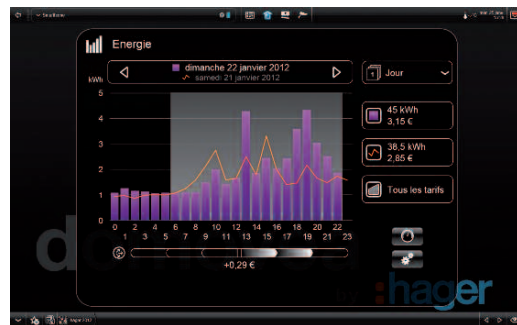 Energie
dimanche 22 janvier 2012
samedi 21 janvier 2012
Jour
kWh
5
4
3
2
1
0
45 kWh
3,15 €
38,5 kWh
2,85 €
Tous les tarifs
0 2 4 6 8 10 12 14 16 18 20 22
1 3 5 7 9 11 13 15 17 19 21 23
+0,29 €
do
by :hager